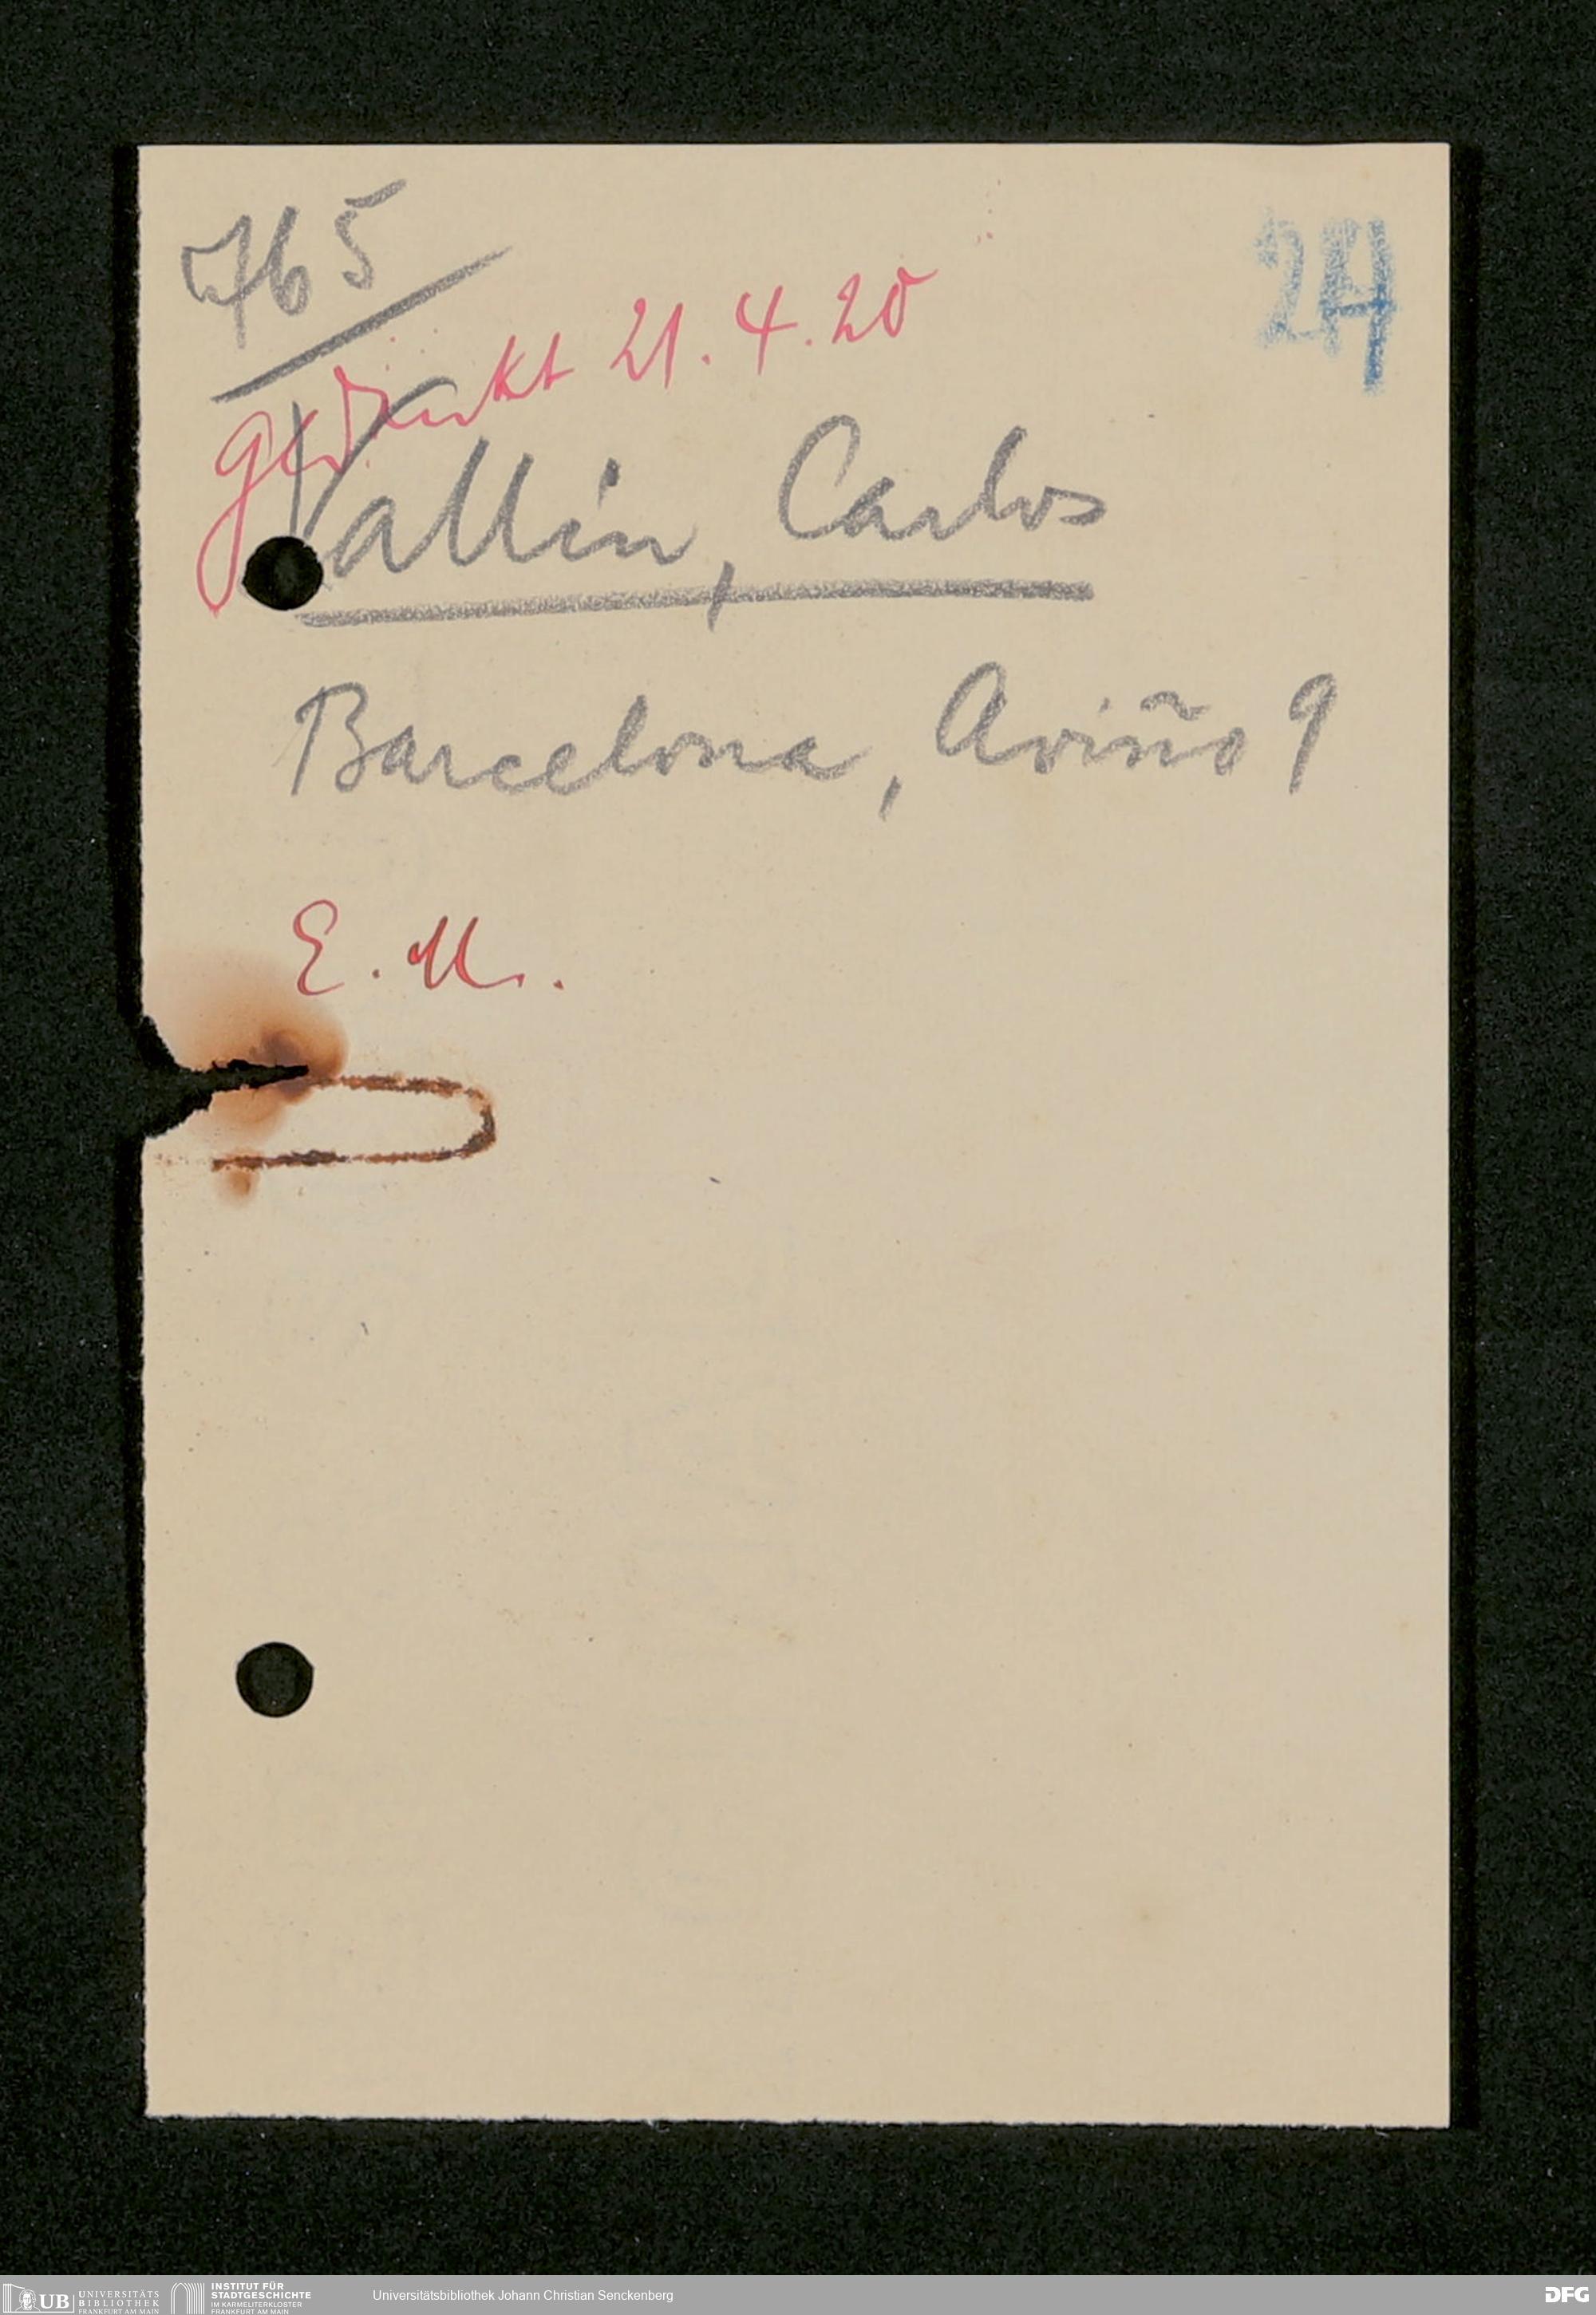 765
24
gedankt 21.4.20
Vallin, Carlos
Barcelona, Aviño 9
E. M.
UB UNIVERSITÄTS BIBLIOTHEK FRANKFURT AM MAIN
INSTITUT FÜR STADTGESCHICHTE IM KARMELITERKLOSTER FRANKFURT AM MAIN
Universitätsbibliothek Johann Christian Senckenberg
DFG